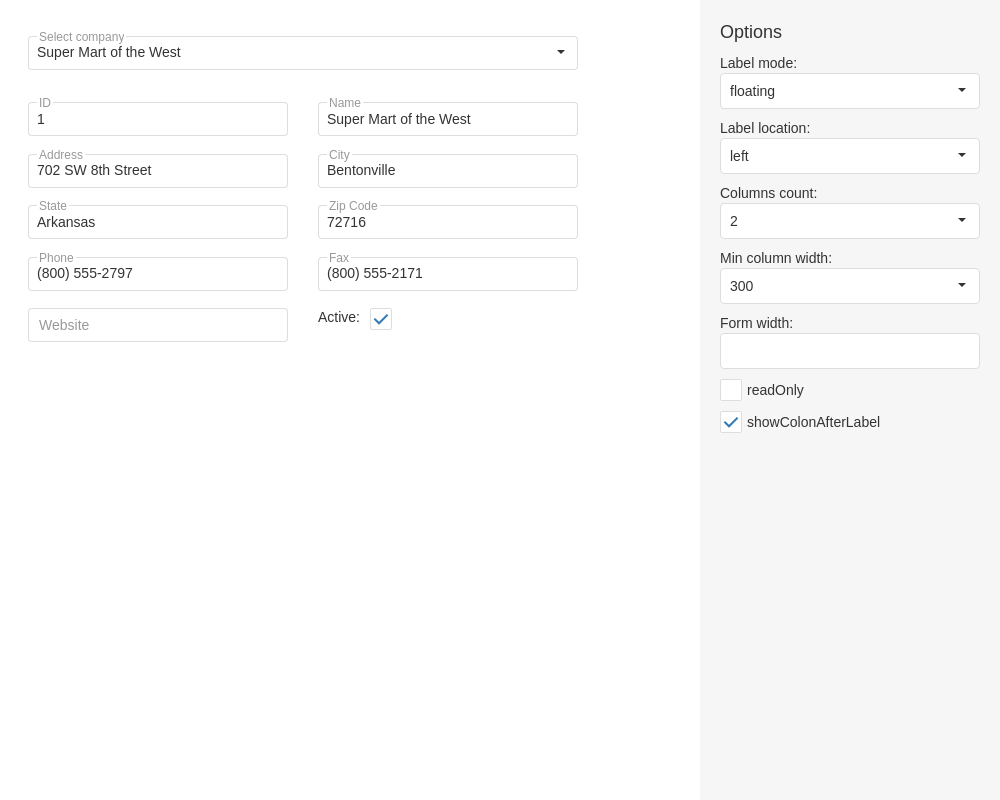 Select company
Super Mart of the West
ID
1
Name
Super Mart of the West
Address
702 SW 8th Street
City
Bentonville
State
Arkansas
Zip Code
72716
Phone
(800) 555-2797
Fax
(800) 555-2171
Website
Active:
Options
Label mode:
floating
Label location:
left
Columns count:
2
Min column width:
300
Form width:
readOnly
showColonAfterLabel